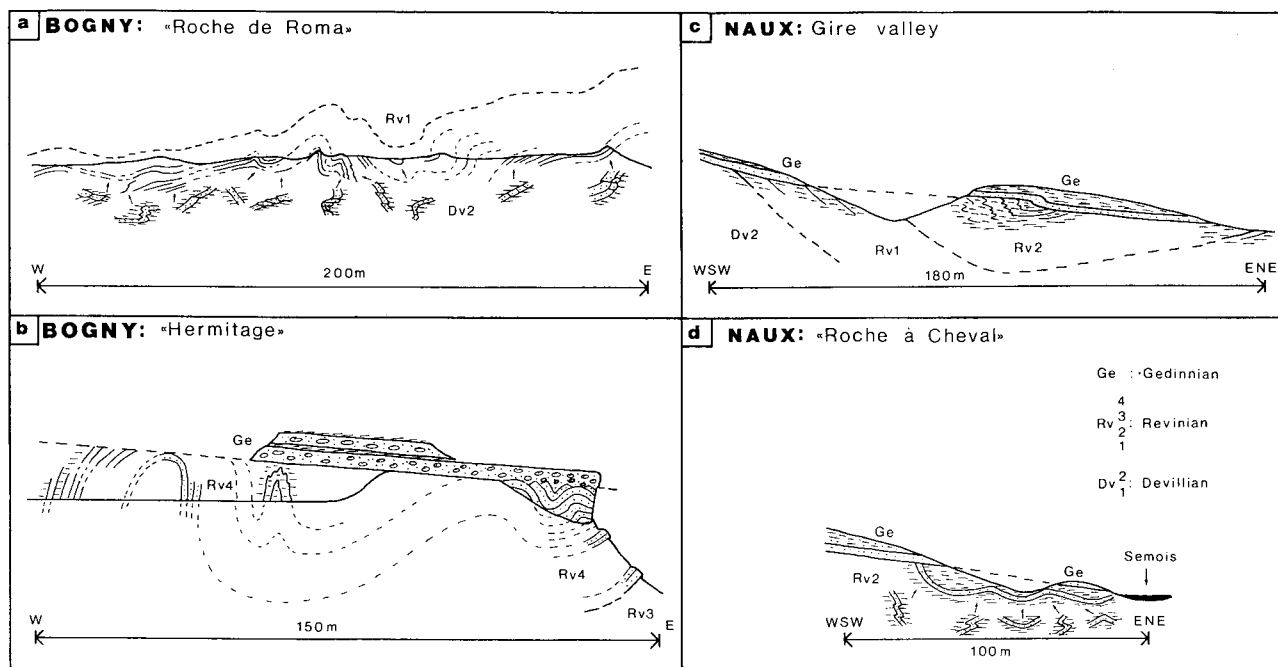 a BOGNY: «Roche de Roma»
Rv1
Dv2
W E
200m
b BOGNY: «Hermitage»
Ge
Rv4
Rv4
Rv3
W E
150m
c NAUX: Gire valley
Ge
Ge
Dv2 Rv1 Rv2
WSW ENE
180m
d NAUX: «Roche à Cheval»
Ge : Gedinnian
4
3
Rv : Revinian
2
1
2
Dv : Devillian
1
Ge
Semois
Ge
Rv2
WSW ENE
100m